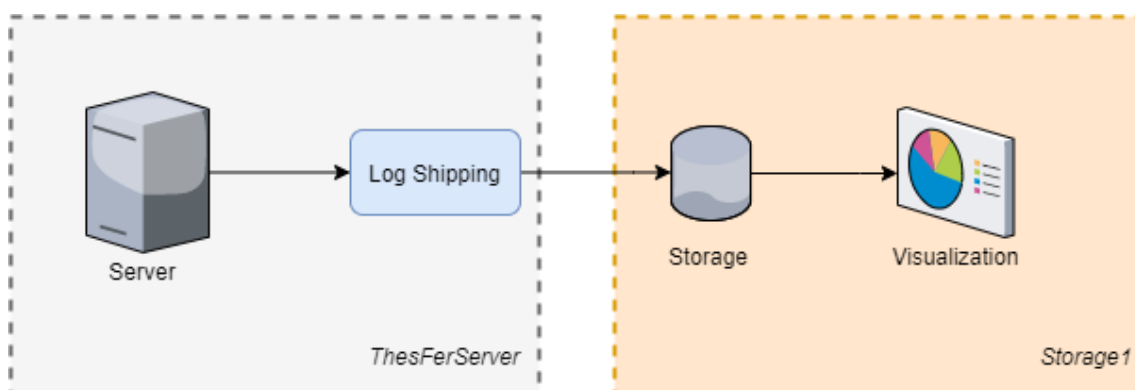 Server
Log Shipping
ThesFerServer
Storage
Visualization
Storage1